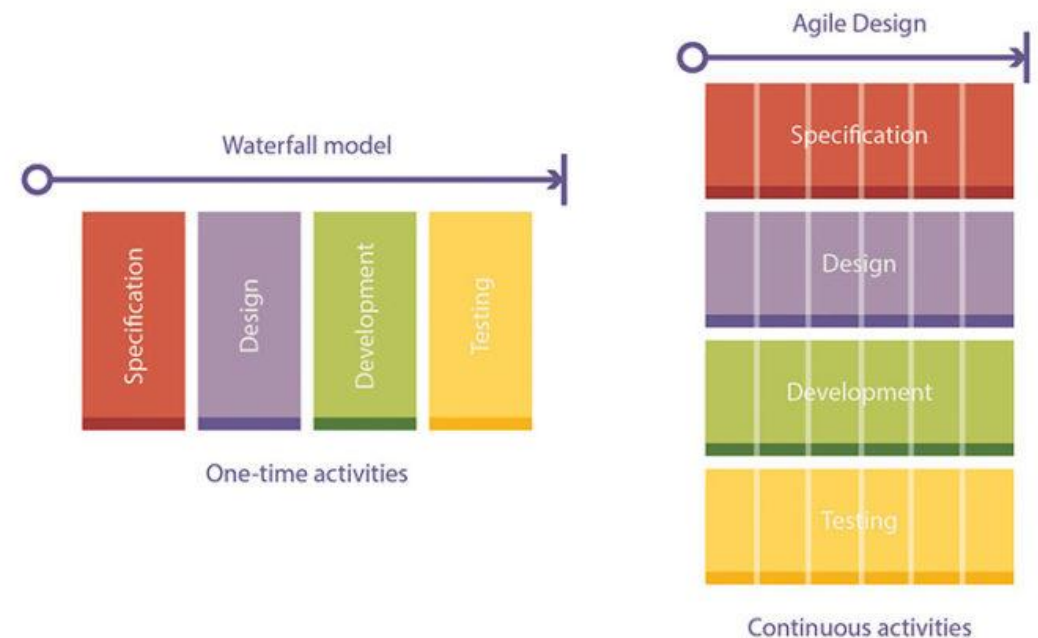 Waterfall model
Specification
Design
Development
Testing
One-time activities
Agile Design
Specification
Design
Development
Testing
Continuous activities